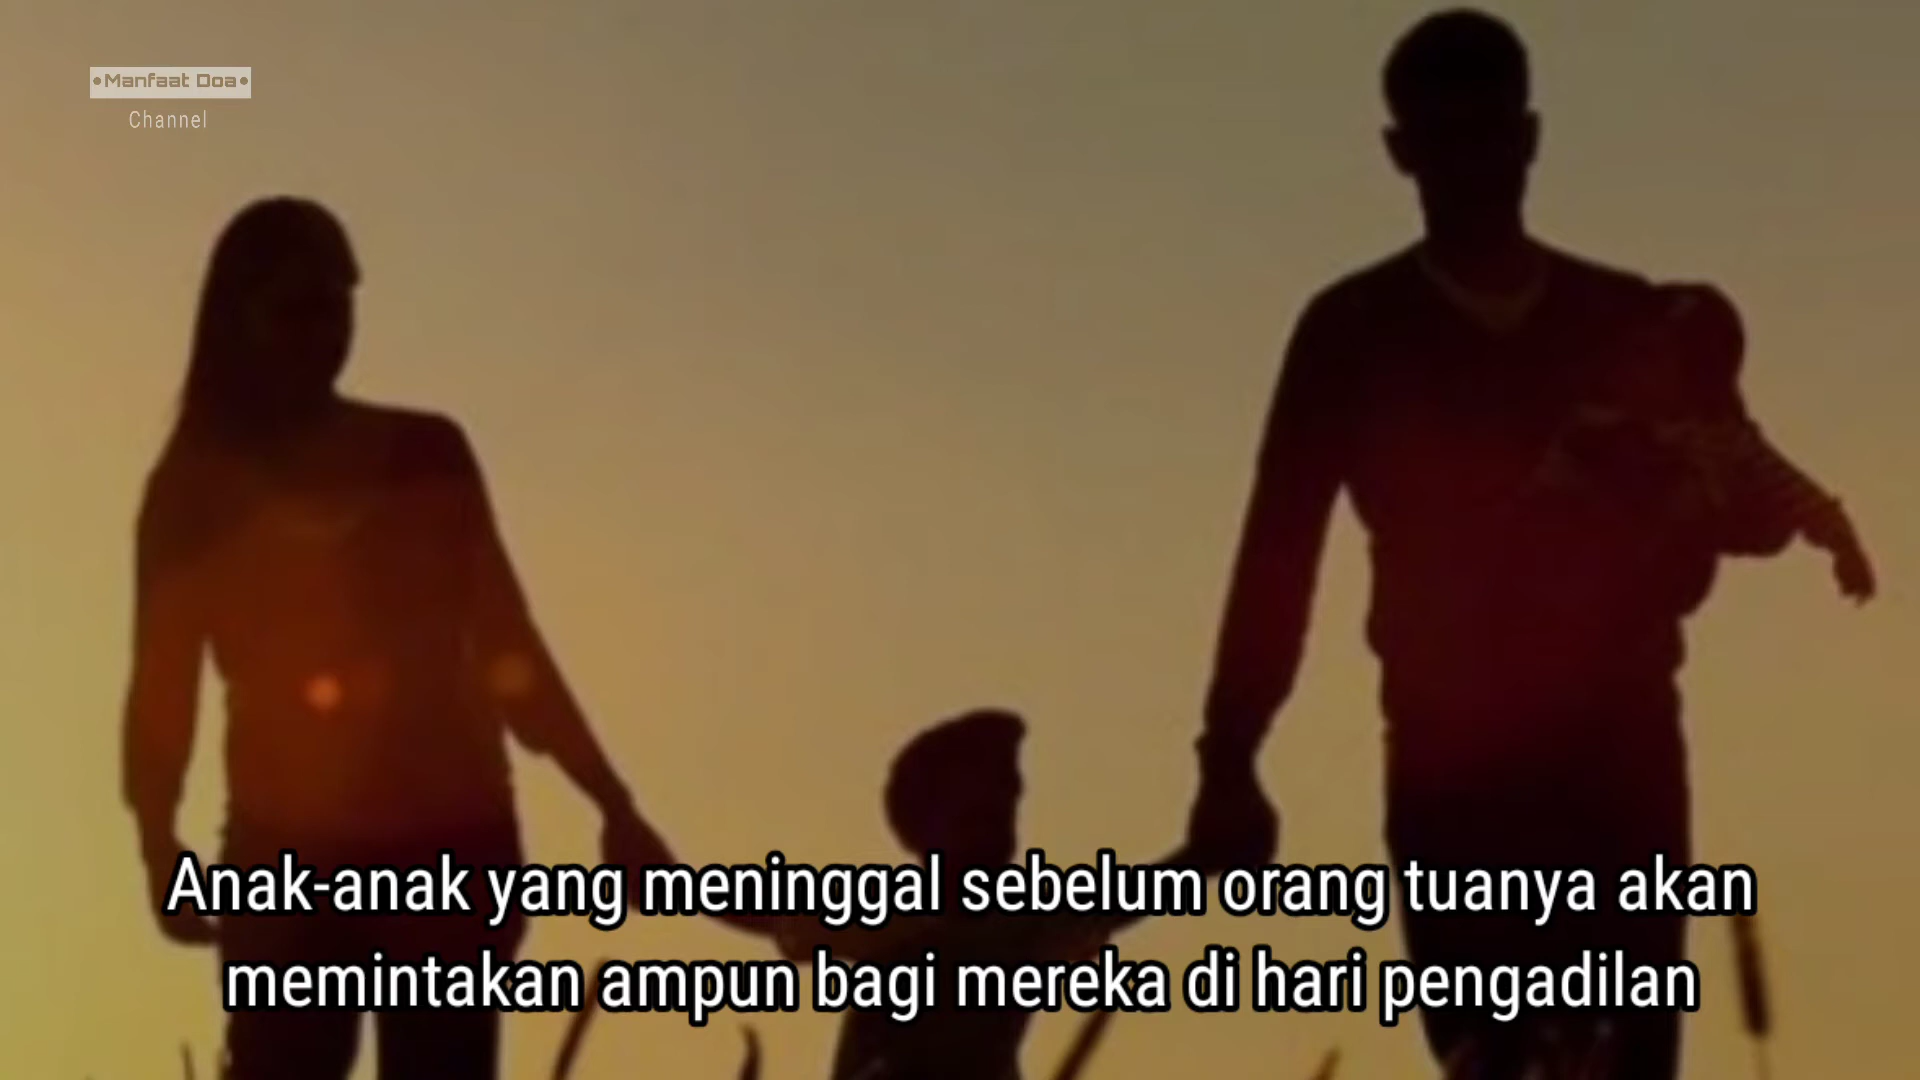 •Manfaat Doa•
Channel
Anak-anak yang meninggal sebelum orang tuanya akan
memintakan ampun bagi mereka di hari pengadilan